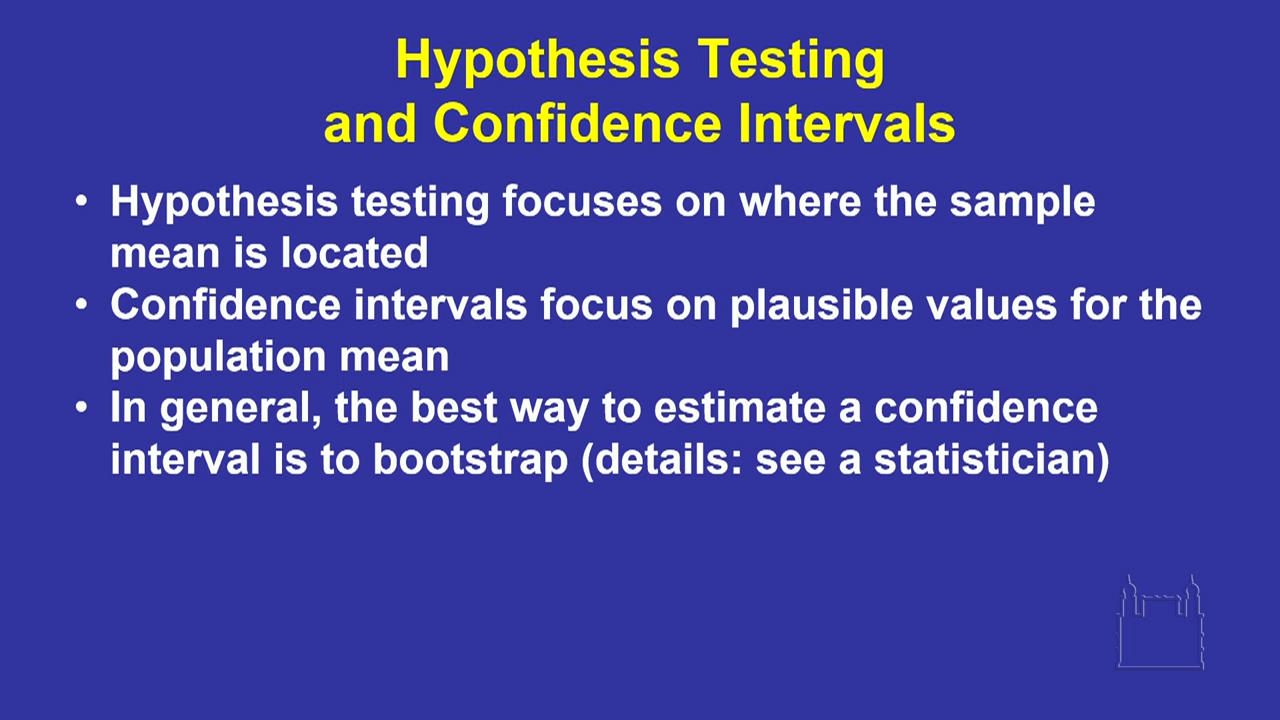 Hypothesis Testing
and Confidence Intervals
• Hypothesis testing focuses on where the sample
mean is located
• Confidence intervals focus on plausible values for the
population mean
• In general, the best way to estimate a confidence
interval is to bootstrap (details: see a statistician)